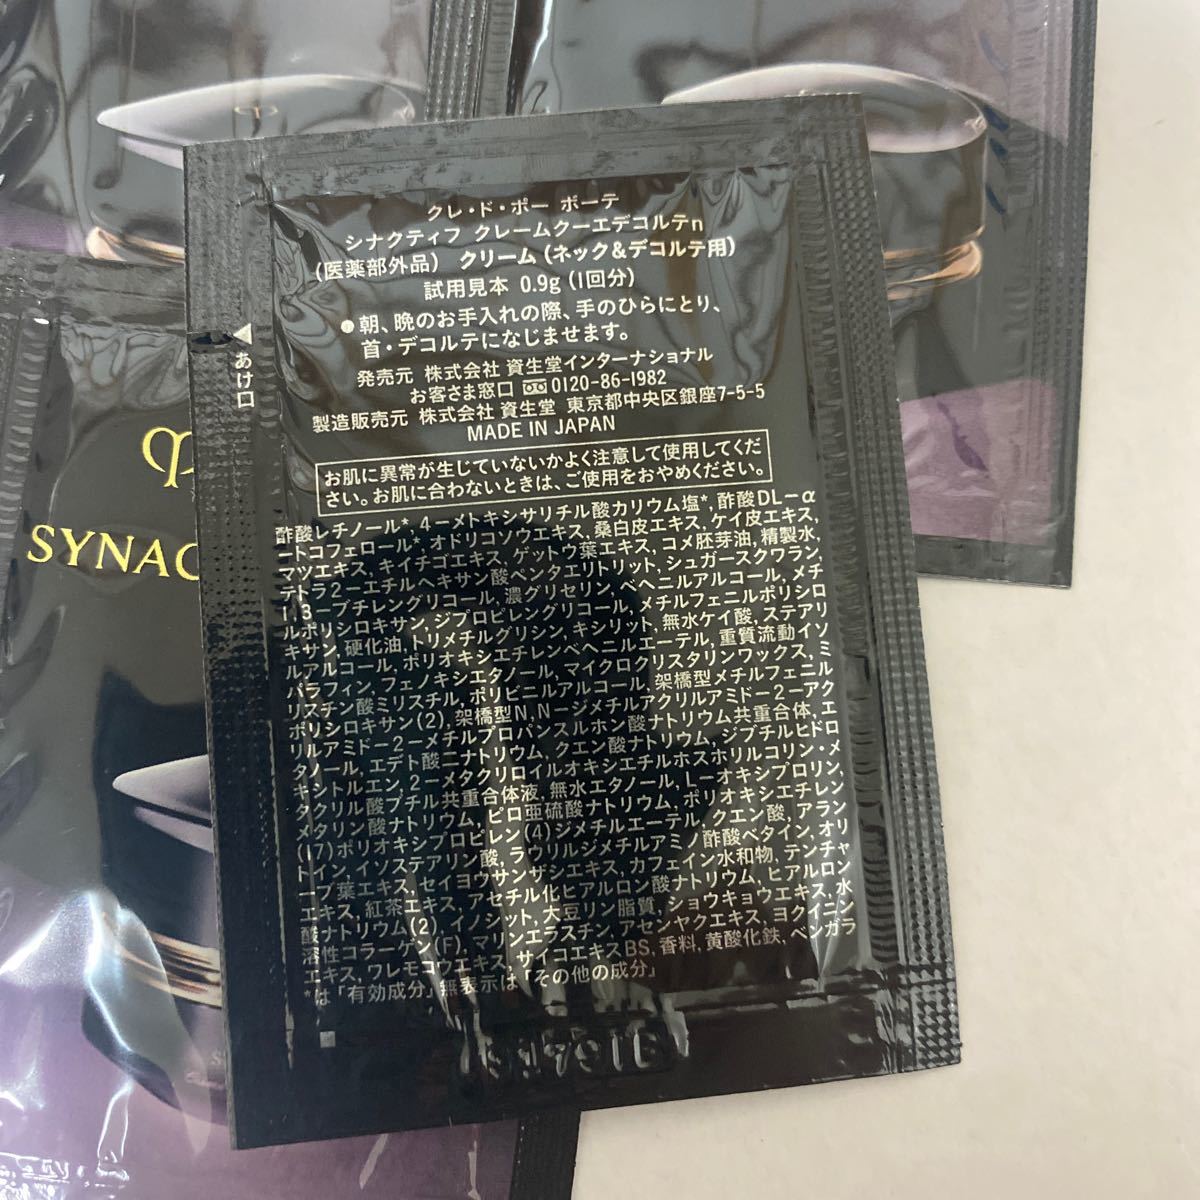 クレ・ド・ポー ボーテ
シナクティフ クレームクーエデコルテn
(医薬部外品) クリーム (ネック&デコルテ用)
試用見本 0.9g (1回分)
●朝、晩のお手入れの際、手のひらにとり、
首・デコルテになじませます。
発売元 株式会社 資生堂インターナショナル
お客さま窓口 0120-86-1982
製造販売元 株式会社 資生堂 東京都中央区銀座7-5-5
MADE IN JAPAN
お肌に異常が生じていないかよく注意して使用してくだ
さい。お肌に合わないときは、ご使用をおやめください。
酢酸レチノール*, 4-メトキシサリチル酸カリウム塩*, 酢酸DL-α
-トコフェロール*, オドリコソウエキス, 桑白皮エキス, ケイ皮エキス,
マツエキス, キイチゴエキス, ゲットウ葉エキス, コメ胚芽油, 精製水,
テトラ2-エチルヘキサン酸ペンタエリトリット, シュガースクワラン,
1,3-ブチレングリコール, 濃グリセリン, ベヘニルアルコール, メチ
ルポリシロキサン, ジプロピレングリコール, メチルフェニルポリシロ
キサン, 硬化油, トリメチルグリシン, キシリット, 無水ケイ酸, ステアリ
ルアルコール, ポリオキシエチレンベヘニルエーテル, 重質流動イソ
パラフィン, フェノキシエタノール, マイクロクリスタリンワックス, ミ
リスチン酸ミリスチル, ポリビニルアルコール, 架橋型メチルフェニル
ポリシロキサン(2), 架橋型N,N-ジメチルアクリルアミド-2-アク
リルアミド-2-メチルプロパンスルホン酸ナトリウム共重合体, エ
タノール, エデト酸二ナトリウム, クエン酸ナトリウム, ジブチルヒドロ
キシトルエン, 2-メタクリロイルオキシエチルホスホリルコリン・メ
タクリル酸ブチル共重合体液, 無水エタノール, L-オキシプロリン,
メタリン酸ナトリウム, ピロ亜硫酸ナトリウム, ポリオキシエチレン
(17)ポリオキシプロピレン(4)ジメチルエーテル, クエン酸, アラン
トイン, イソステアリン酸, ラウリルジメチルアミノ酢酸ベタイン, オリ
ーブ葉エキス, セイヨウサンザシエキス, カフェイン水和物, テンチャ
エキス, 紅茶エキス, アセチル化ヒアルロン酸ナトリウム, ヒアルロン
酸ナトリウム(2), イノシット, 大豆リン脂質, ショウキョウエキス, 水
溶性コラーゲン(F), マリンエラスチン, アセンヤクエキス, ヨクイニン
エキス, ワレモコウエキス, サイコエキスBS, 香料, 黄酸化鉄, ベンガラ
*は「有効成分」無表示は「その他の成分」
あけ口